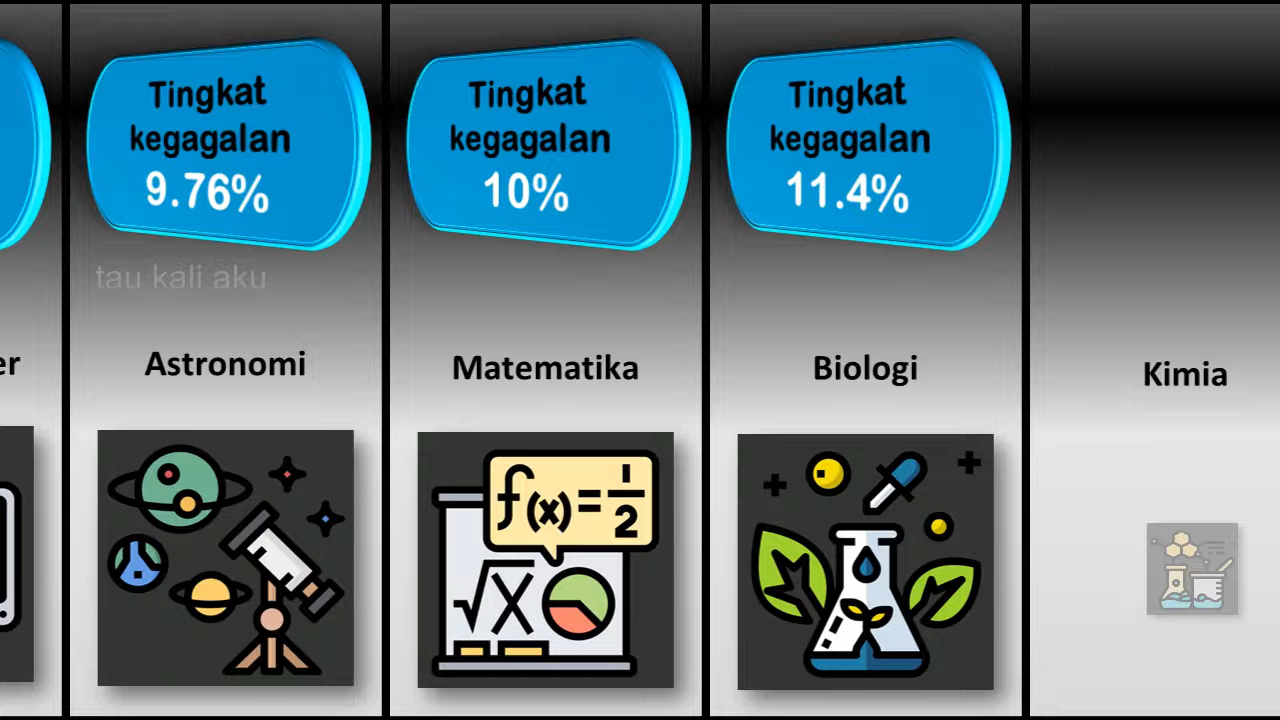 Tingkat
kegagalan
9.76%
Tingkat
kegagalan
10%
Tingkat
kegagalan
11.4%
tau kali aku
er
Astronomi
Matematika
Biologi
Kimia
f(x)=1/2
√x